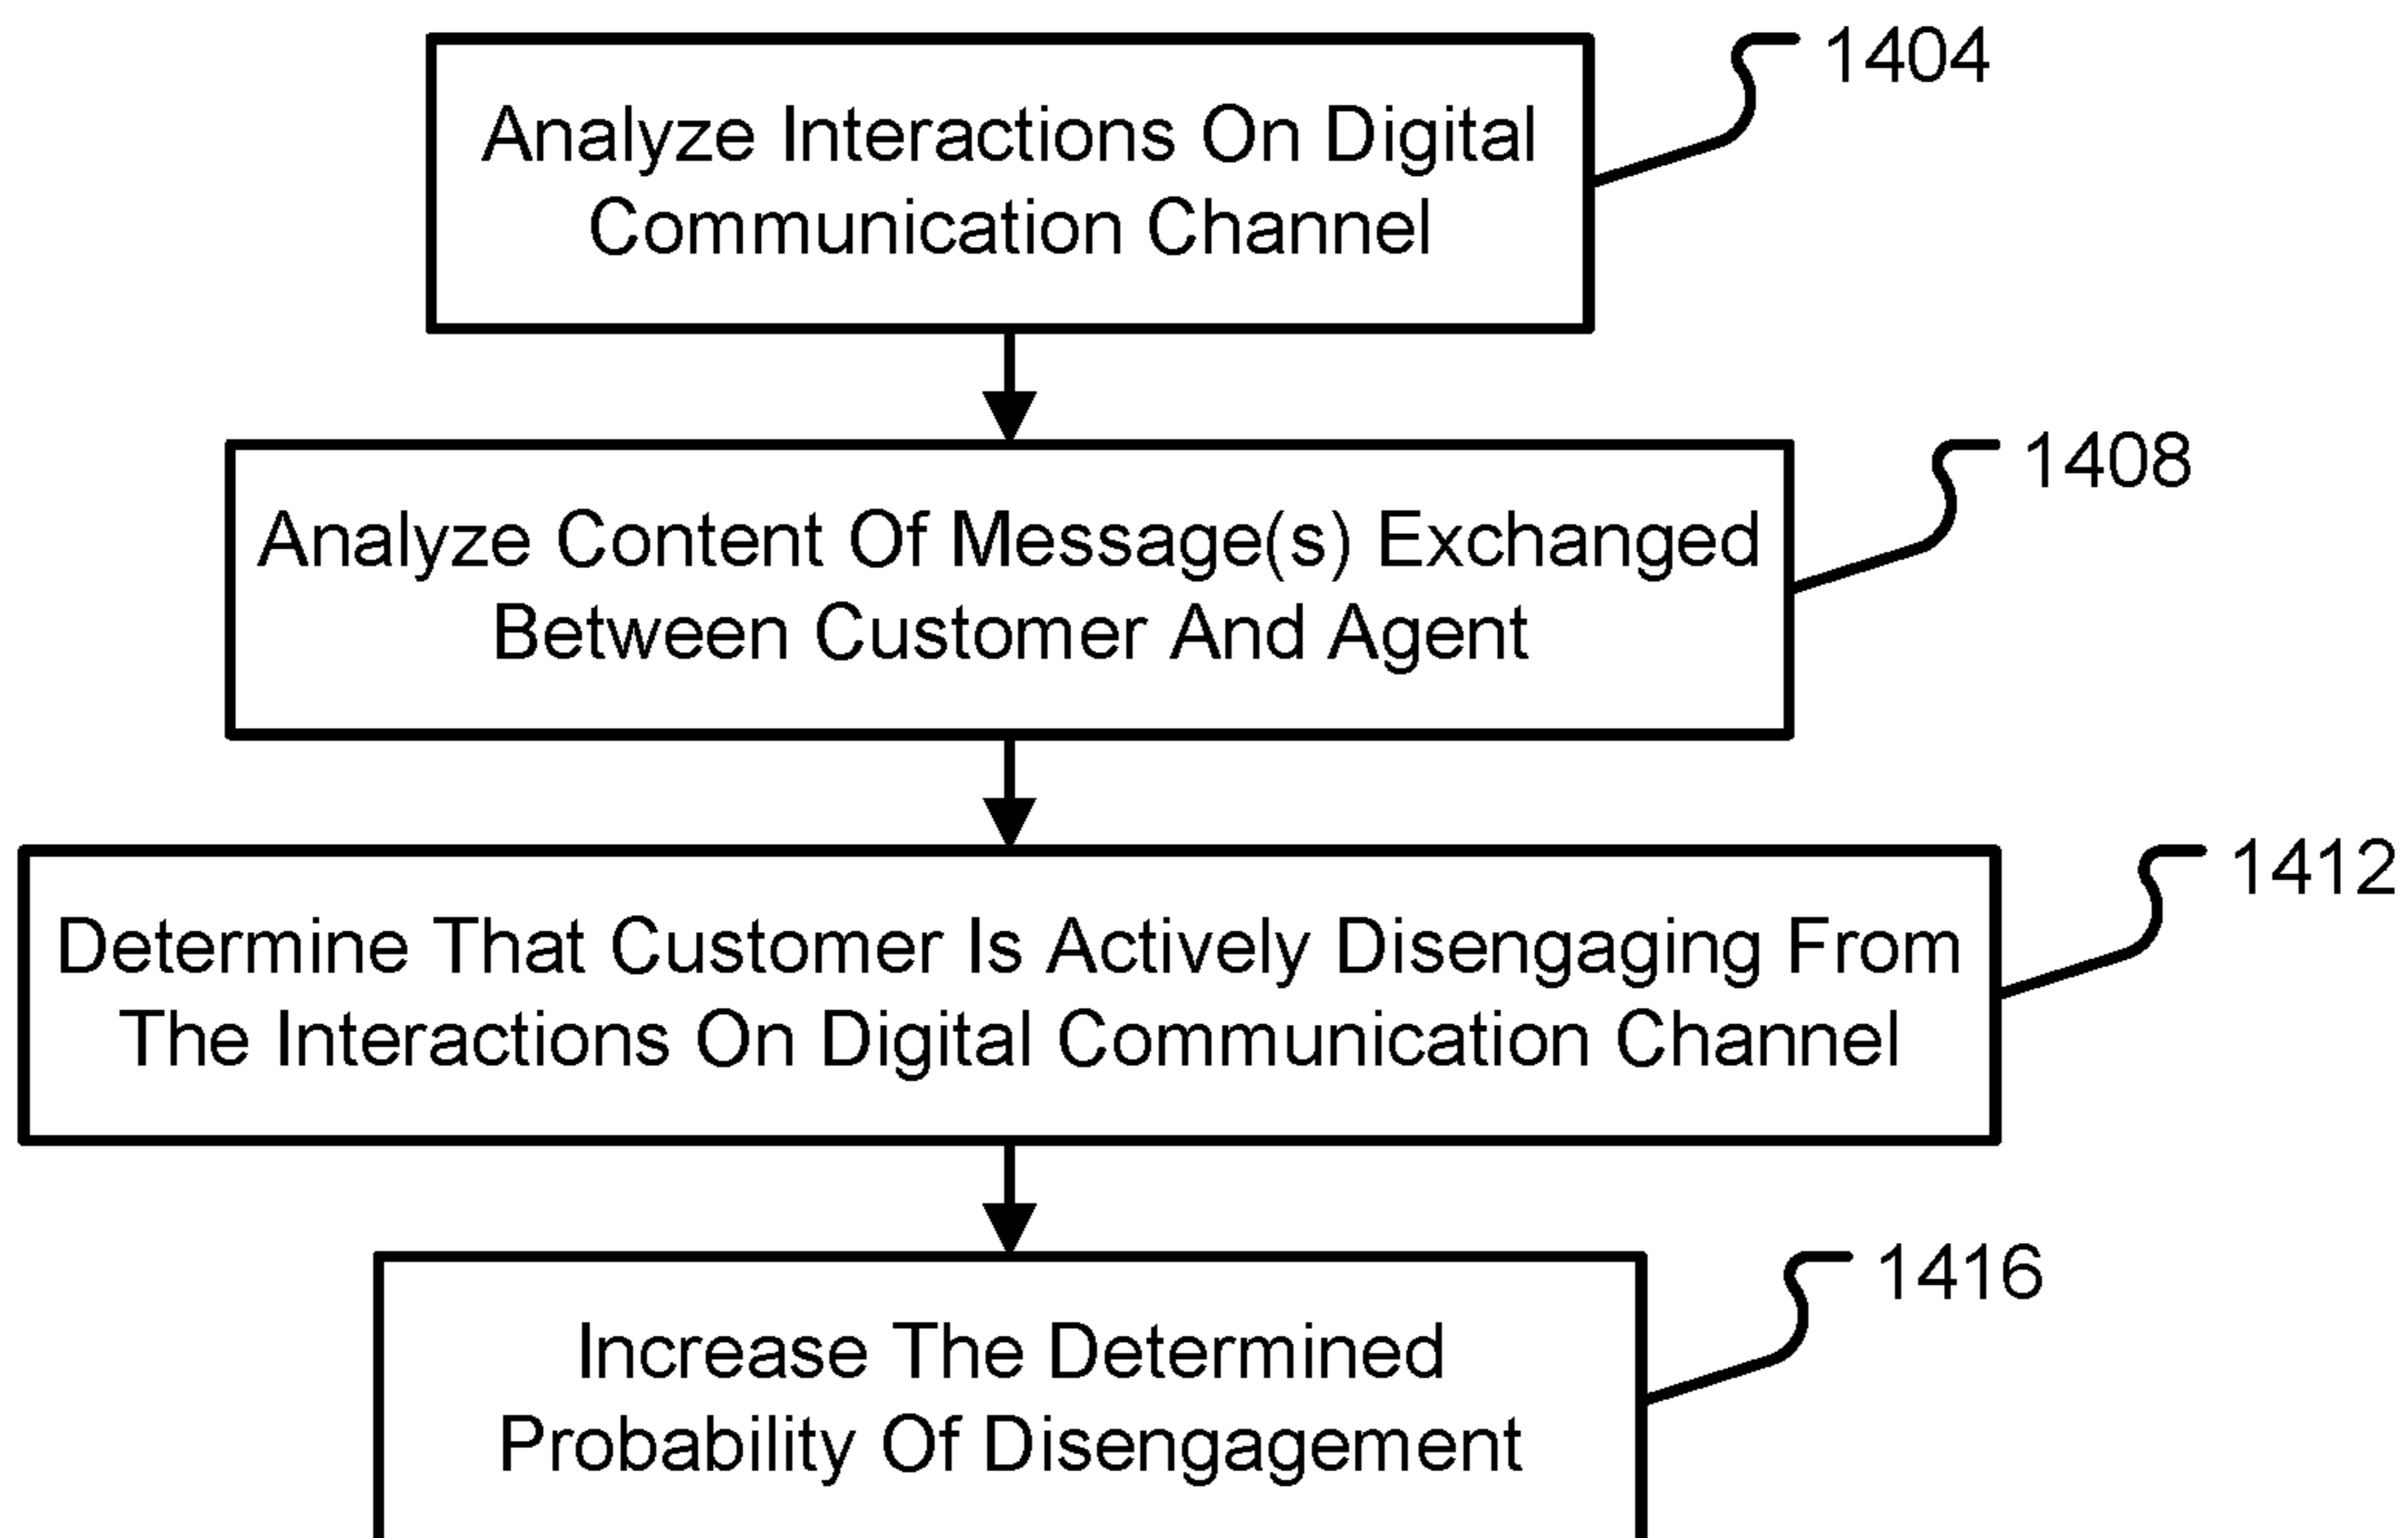 1404
Analyze Interactions On Digital
Communication Channel
1408
Analyze Content Of Message(s) Exchanged
Between Customer And Agent
1412
Determine That Customer Is Actively Disengaging From
The Interactions On Digital Communication Channel
1416
Increase The Determined
Probability Of Disengagement